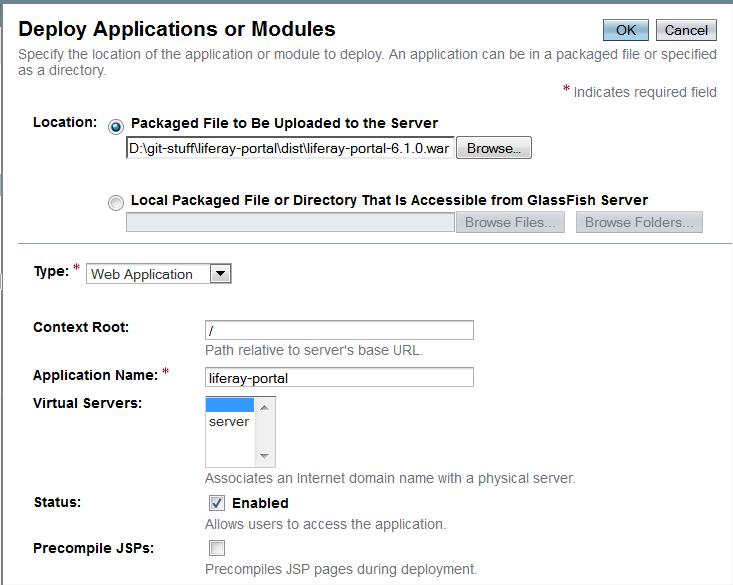 Deploy Applications or Modules
OK Cancel
Specify the location of the application or module to deploy. An application can be in a packaged file or specified
as a directory.
* Indicates required field
Location: Packaged File to Be Uploaded to the Server
D:\git-stuff\liferay-portal\dist\liferay-portal-6.1.0.war Browse...
Local Packaged File or Directory That Is Accessible from GlassFish Server
Browse Files... Browse Folders...
Type: * Web Application
Context Root: /
Path relative to server's base URL.
Application Name: * liferay-portal
Virtual Servers:
server
Associates an Internet domain name with a physical server.
Status: Enabled
Allows users to access the application.
Precompile JSPs:
Precompiles JSP pages during deployment.